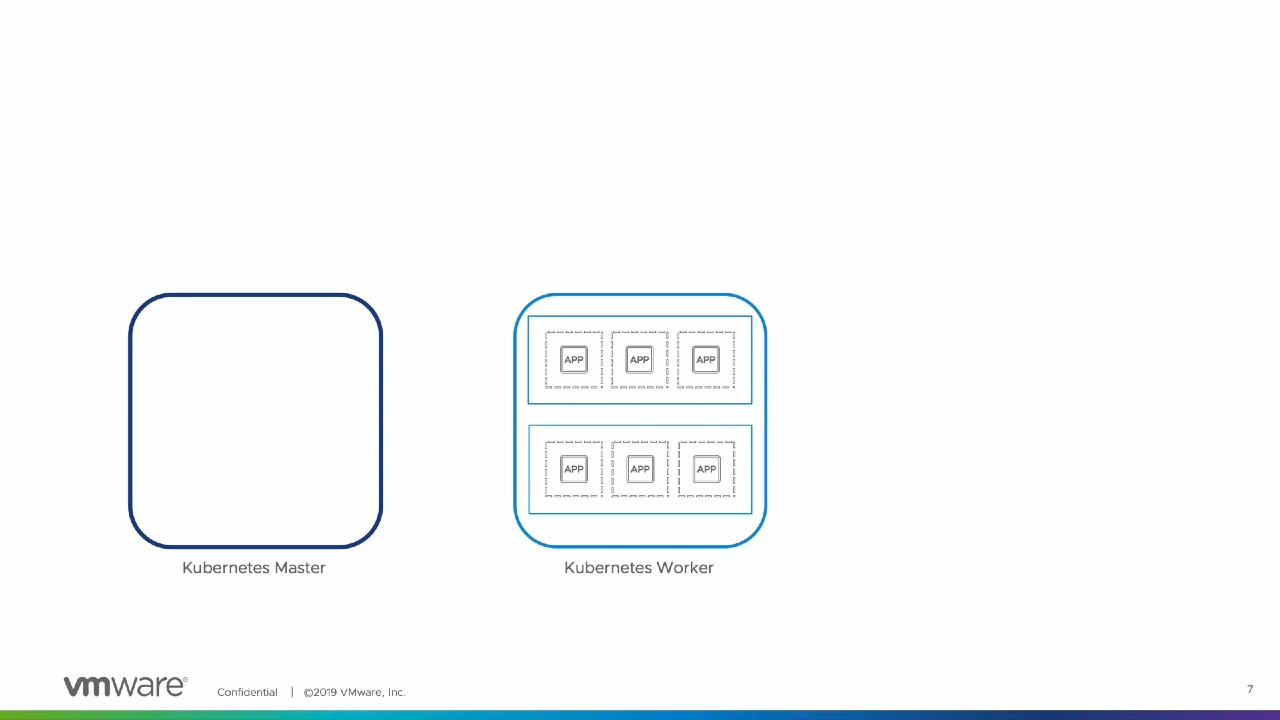 APP APP APP
APP APP APP
Kubernetes Master Kubernetes Worker
vmware® Confidential | ©2019 VMware, Inc. 7